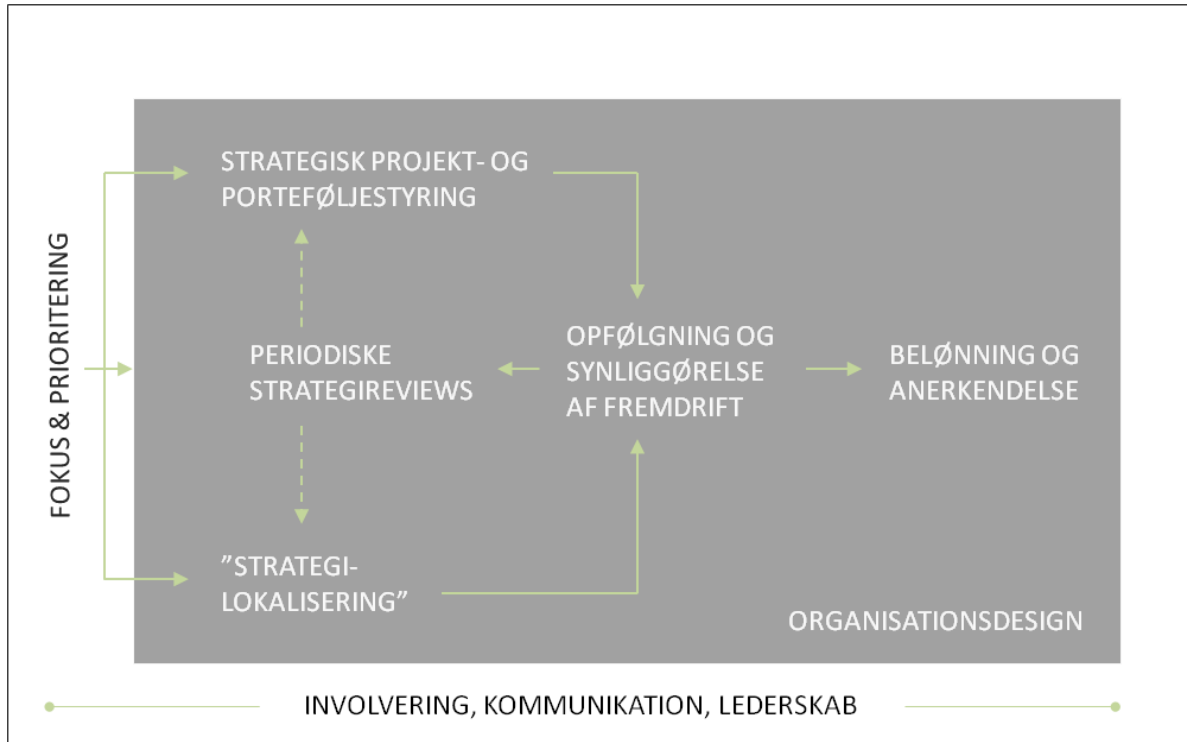 FOKUS & PRIORITERING
STRATEGISK PROJEKT- OG
PORTEFØLJESTYRING
PERIODISKE
STRATEGIREVIEWS
OPFØLGNING OG
SYNLIGGØRELSE
AF FREMDRIFT
BELØNNING OG
ANERKENDELSE
”STRATEGI-
LOKALISERING”
ORGANISATIONSDESIGN
INVOLVERING, KOMMUNIKATION, LEDERSKAB